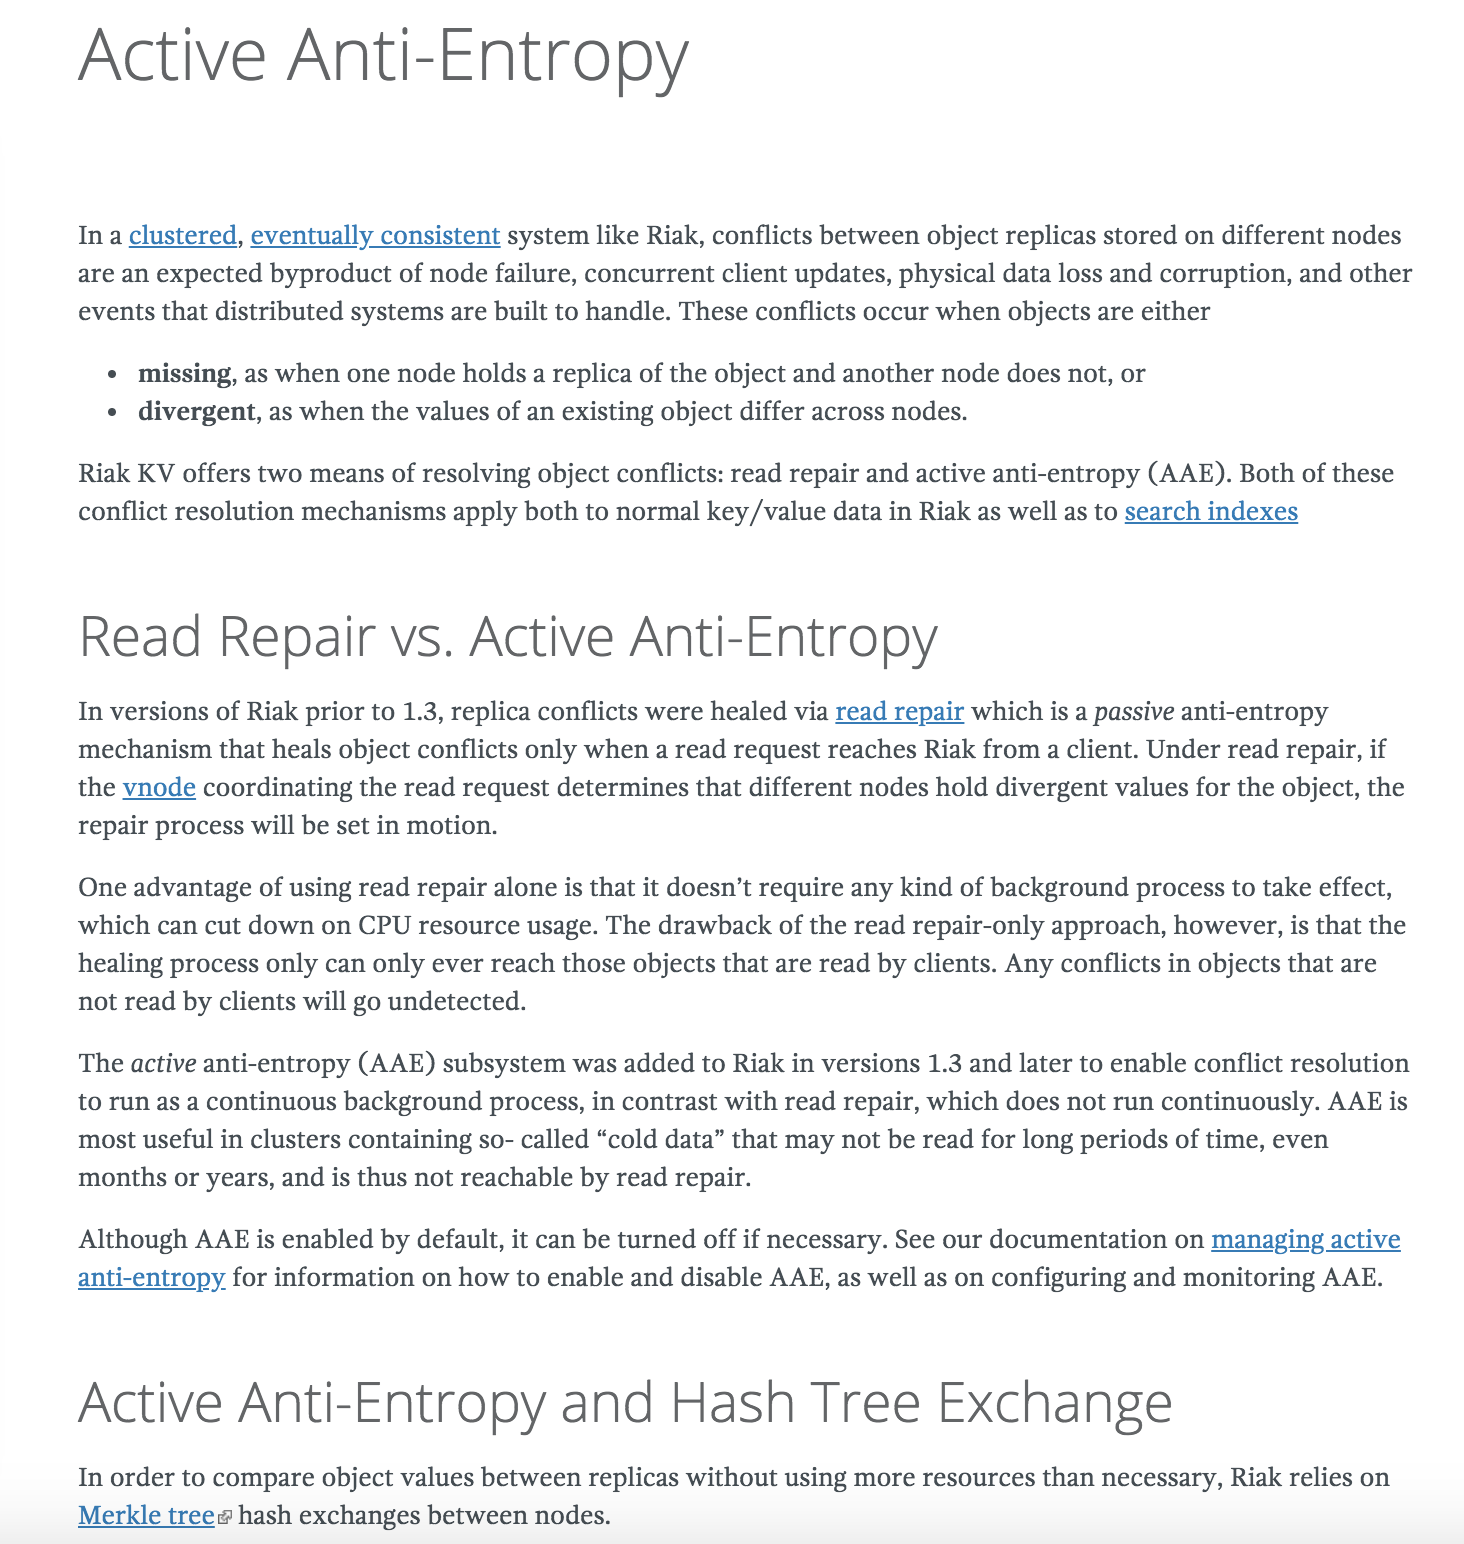 Active Anti-Entropy
In a clustered, eventually consistent system like Riak, conflicts between object replicas stored on different nodes
are an expected byproduct of node failure, concurrent client updates, physical data loss and corruption, and other
events that distributed systems are built to handle. These conflicts occur when objects are either
• missing, as when one node holds a replica of the object and another node does not, or
• divergent, as when the values of an existing object differ across nodes.
Riak KV offers two means of resolving object conflicts: read repair and active anti-entropy (AAE). Both of these
conflict resolution mechanisms apply both to normal key/value data in Riak as well as to search indexes
Read Repair vs. Active Anti-Entropy
In versions of Riak prior to 1.3, replica conflicts were healed via read repair which is a passive anti-entropy
mechanism that heals object conflicts only when a read request reaches Riak from a client. Under read repair, if
the vnode coordinating the read request determines that different nodes hold divergent values for the object, the
repair process will be set in motion.
One advantage of using read repair alone is that it doesn’t require any kind of background process to take effect,
which can cut down on CPU resource usage. The drawback of the read repair-only approach, however, is that the
healing process only can only ever reach those objects that are read by clients. Any conflicts in objects that are
not read by clients will go undetected.
The active anti-entropy (AAE) subsystem was added to Riak in versions 1.3 and later to enable conflict resolution
to run as a continuous background process, in contrast with read repair, which does not run continuously. AAE is
most useful in clusters containing so- called “cold data” that may not be read for long periods of time, even
months or years, and is thus not reachable by read repair.
Although AAE is enabled by default, it can be turned off if necessary. See our documentation on managing active
anti-entropy for information on how to enable and disable AAE, as well as on configuring and monitoring AAE.
Active Anti-Entropy and Hash Tree Exchange
In order to compare object values between replicas without using more resources than necessary, Riak relies on
Merkle tree hash exchanges between nodes.